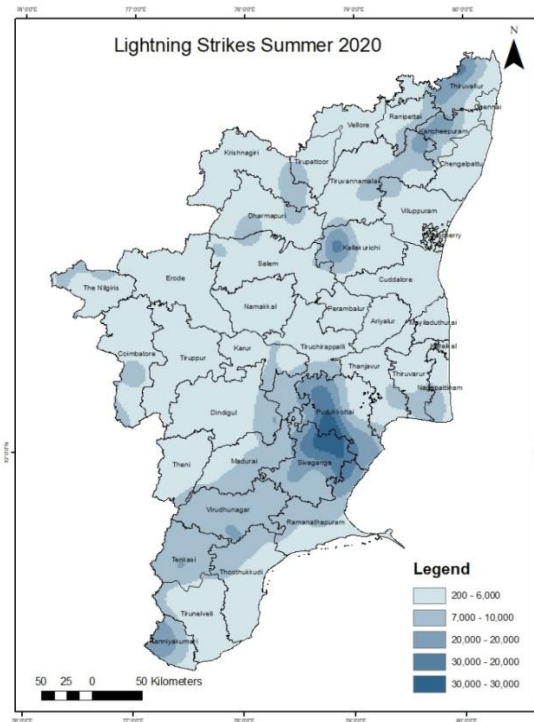 Lightning Strikes Summer 2020
N
Thiruvallur
Chennai
Ranipattai
Vellore
Kancheepuram
Krishnagiri
Tirupattoor
Chengalpattu
Tiruvannamalai
Dharmapuri
Viluppuram
Kallakurichi
Salem
Erode
The Nilgiris
Cuddalore
Namakkal
Perambalur
Ariyalur
Mayiladuthurai
Coimbatore
Tiruppur
Karur
Tiruchirappalli
Thanjavur
Thiruvarur
Nagapattinam
Dindigul
Pudukkottai
Theni
Madurai
Sivaganga
Virudhunagar
Ramanathapuram
Tenkasi
Thoothukkudi
Tirunelveli
Kanniyakumari
Legend
200 - 6,000
7,000 - 10,000
20,000 - 20,000
30,000 - 20,000
30,000 - 30,000
50 25 0 50 Kilometers